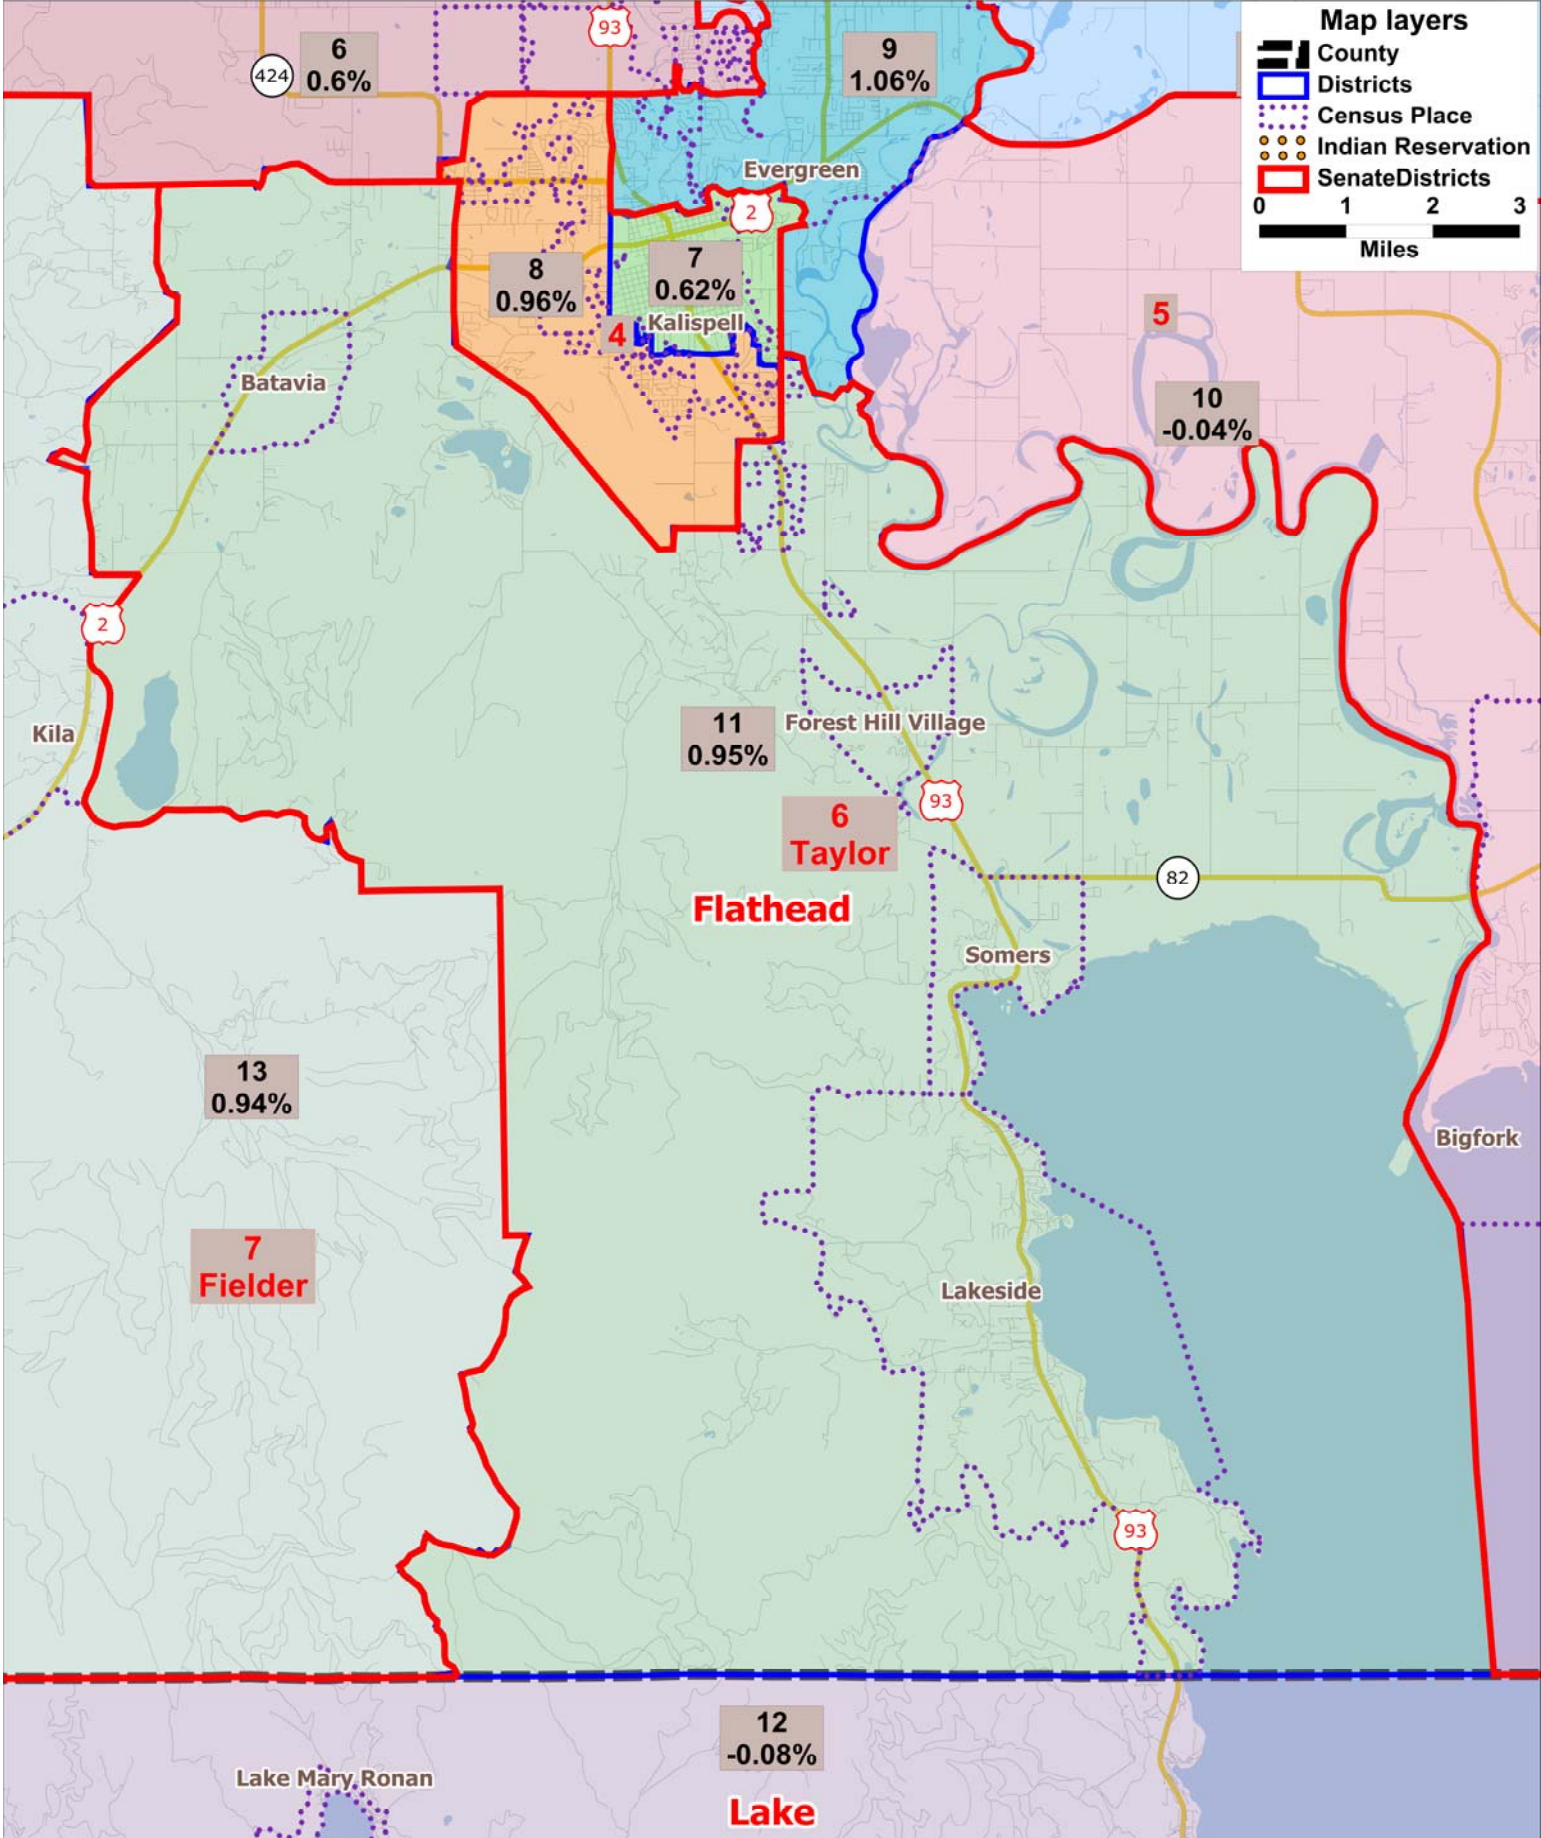 93
6
0.6%
424
9
1.06%
Map layers
County
Districts
Census Place
Indian Reservation
SenateDistricts
0 1 2 3
Miles
Evergreen
2
8
0.96%
7
0.62%
4
Kalispell
5
Batavia
10
-0.04%
2
Kila
11
0.95%
Forest Hill Village
93
6
Taylor
82
Flathead
Somers
13
0.94%
Bigfork
7
Fielder
Lakeside
93
12
-0.08%
Lake Mary Ronan
Lake